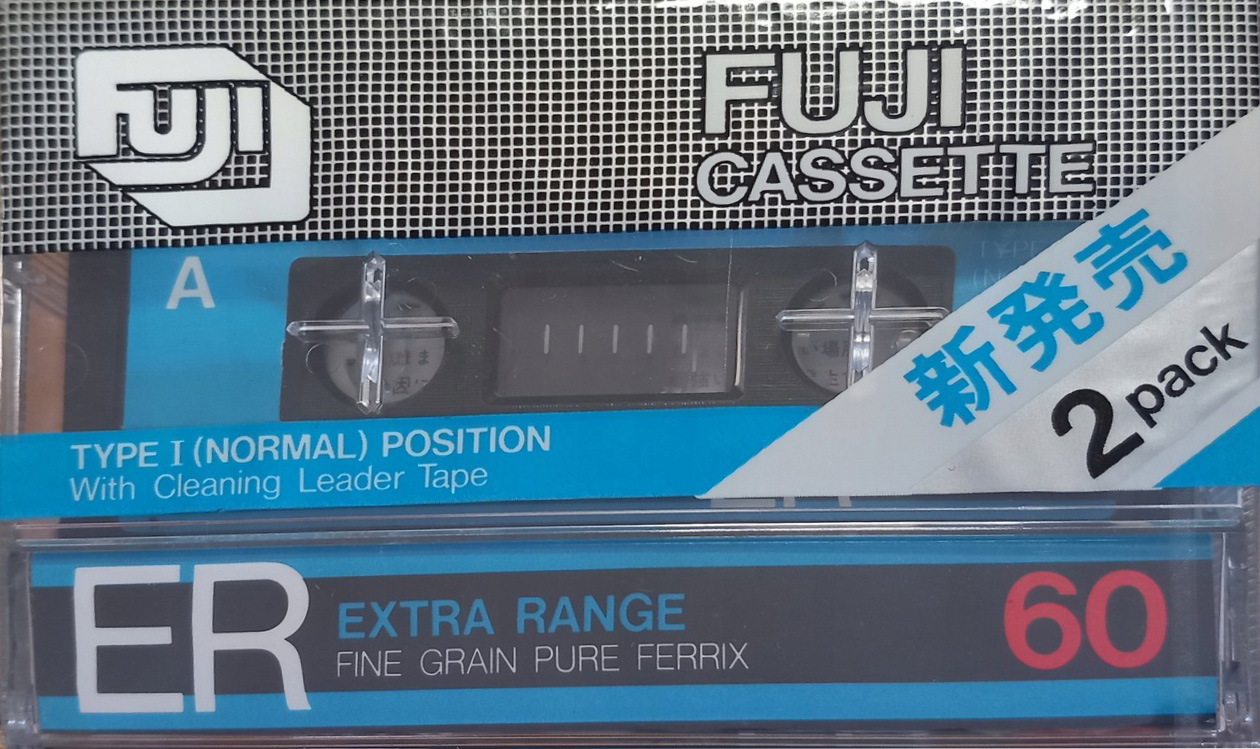 FUJI
FUJI
CASSETTE
A
新発売
2 pack
TYPE I (NORMAL) POSITION
With Cleaning Leader Tape
ER
EXTRA RANGE
60
FINE GRAIN PURE FERRIX